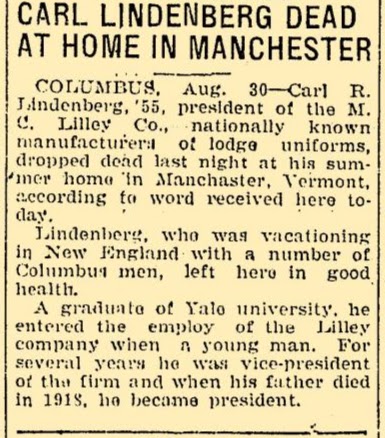 CARL LINDENBERG DEAD
AT HOME IN MANCHESTER
COLUMBUS, Aug. 30—Carl R.
Lindenberg, '55, president of the M.
C. Lilley Co., nationally known
manufacturers of lodge uniforms,
dropped dead last night at his sum-
mer home in Manchaster, Vermont,
according to word received here to-
day.
Lindenberg, who was vacationing
in New England with a number of
Columbus men, left here in good
health.
A graduate of Yale university, he
entered the employ of the Lilley
company when a young man. For
several years he was vice-president
of the firm and when his father died
in 1918, he became president.